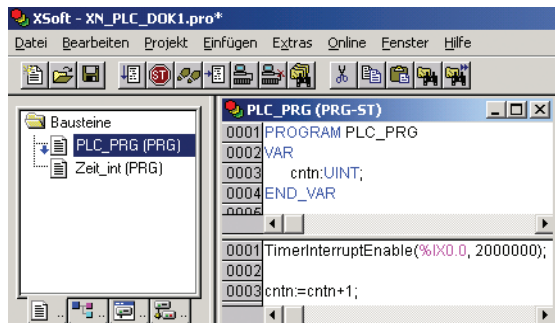 XSoft - XN_PLC_DOK1.pro*
Datei Bearbeiten Projekt Einfügen Extras Online Fenster Hilfe
Bausteine
PLC_PRG (PRG)
Zeit_int (PRG)
PLC_PRG (PRG-ST)
0001 PROGRAM PLC_PRG
0002 VAR
0003 cntn:UINT;
0004 END_VAR
0005
0001 TimerInterruptEnable(%IX0.0, 2000000);
0002
0003 cntn:=cntn+1;